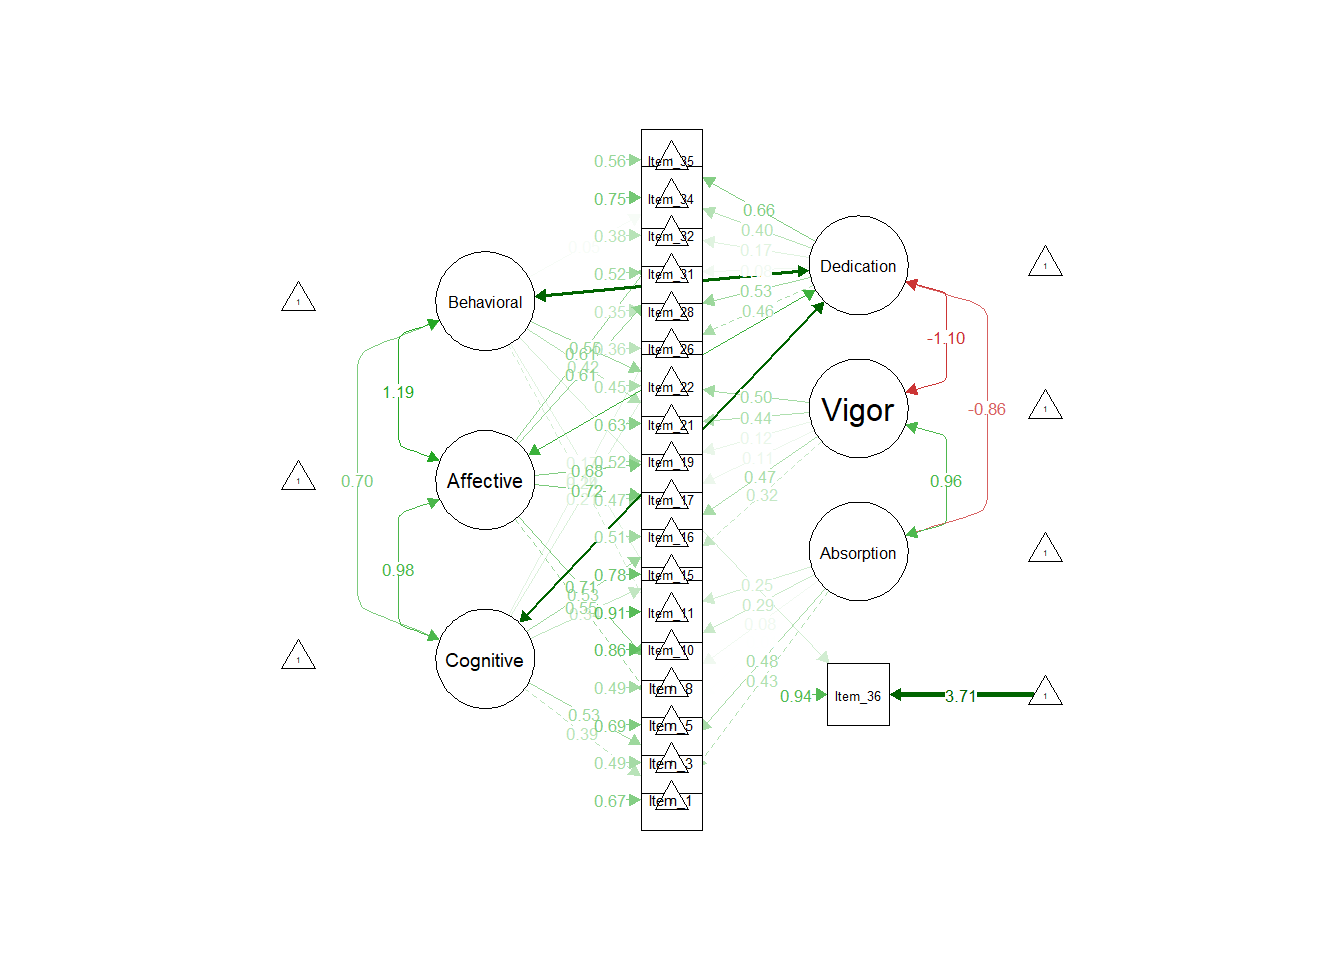 0.56 Item_35
0.66
0.75 Item_34
0.40
0.38 Item_32
0.17
Dedication
1
0.52 Item_31
0.53
1
Behavioral
0.35 Item_28
0.46
-1.10
0.61 0.36 Item_26
0.42
0.61
0.45 Item_22
1.19
0.50
Vigor
1
-0.86
0.63 Item_21
0.44
0.12
0.11
0.52 Item_19
0.68
0.47
1
Affective
0.70
0.96
0.72
0.47 Item_17
0.32
0.51 Item_16
Absorption
1
0.98
0.78 Item_15
0.71
0.53
0.55
0.25
0.91 Item_11
0.29
0.08
0.86 Item_10
1
Cognitive
0.48
0.43
0.49 Item_8
0.94
Item_36
3.71
1
0.53
0.69 Item_5
0.39
0.49 Item_3
0.67 Item_1